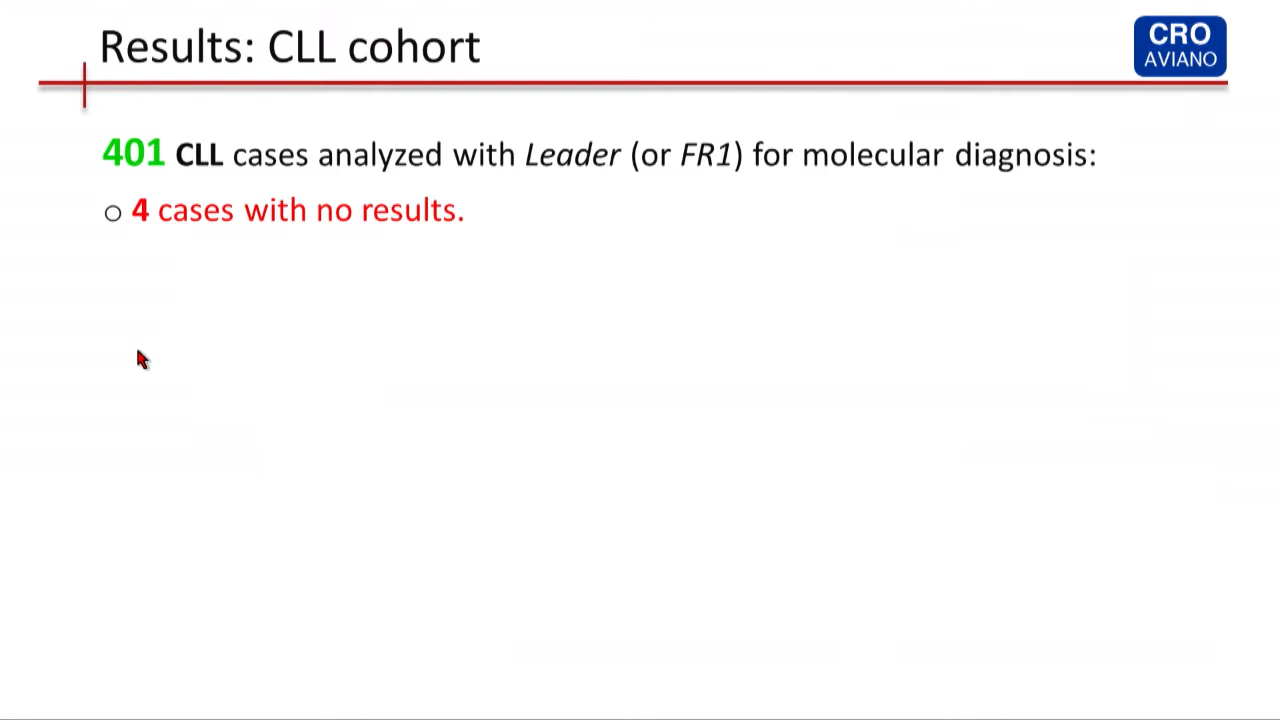 Results: CLL cohort
CRO
AVIANO
401 CLL cases analyzed with Leader (or FR1) for molecular diagnosis:
o 4 cases with no results.